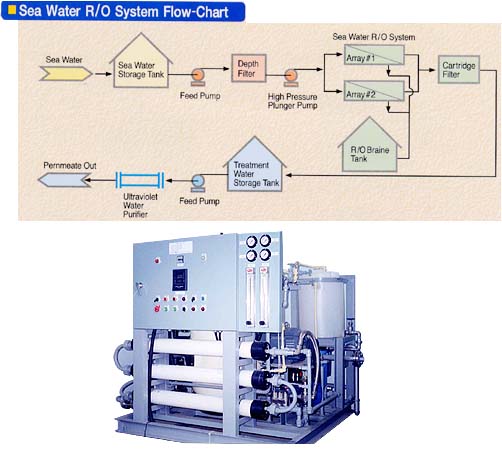 Sea Water R/O System Flow-Chart
Sea Water R/O System
Sea Water
Sea Water
Storage Tank
Feed Pump
Depth
Filter
High Pressure
Plunger Pump
Array#1
Array#2
Cartridge
Filter
R/O Braine
Tank
Pernmeate Out
Ultraviolet
Water
Purifier
Feed Pump
Treatment
Water
Storage Tank